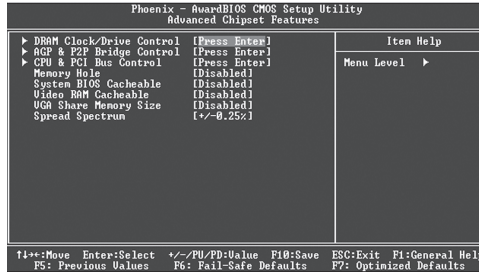 Phoenix - AwardBIOS CMOS Setup Utility
Advanced Chipset Features
▶ DRAM Clock/Drive Control [Press Enter]
▶ AGP & P2P Bridge Control [Press Enter]
▶ CPU & PCI Bus Control [Press Enter]
Memory Hole [Disabled]
System BIOS Cacheable [Disabled]
Video RAM Cacheable [Disabled]
VGA Share Memory Size [Disabled]
Spread Spectrum [+/-0.25%]
Item Help
Menu Level ▶
↑↓→←:Move Enter:Select +/-/PU/PD:Value F10:Save ESC:Exit F1:General Hel
F5: Previous Values F6: Fail-Safe Defaults F7: Optimized Defaults